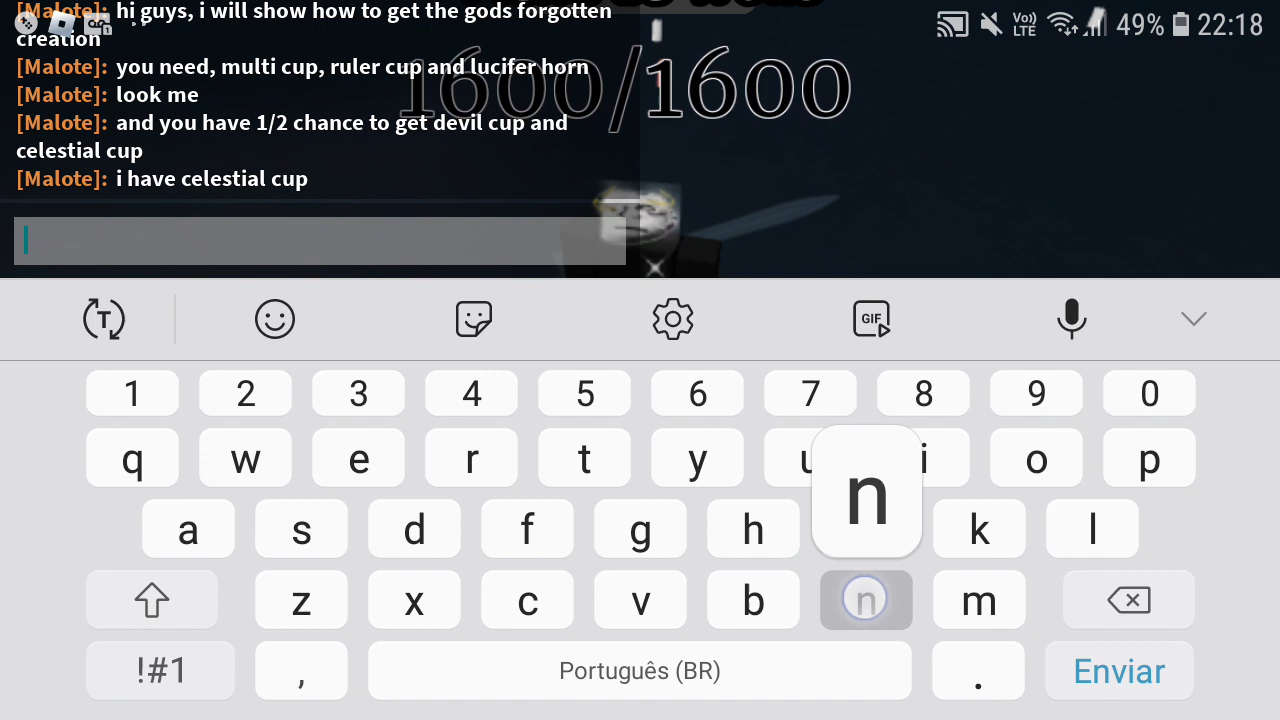 [Malote]: hi guys, i will show how to get the gods forgotten
creation
[Malote]: you need, multi cup, ruler cup and lucifer horn
[Malote]: look me
[Malote]: and you have 1/2 chance to get devil cup and
celestial cup
[Malote]: i have celestial cup
1600/1600
Vo))
LTE
49%
22:18
T
GIF
1 2 3 4 5 6 7 8 9 0
q w e r t y u i o p
n
a s d f g h k l
z x c v b n m
!#1 , Português (BR) . Enviar